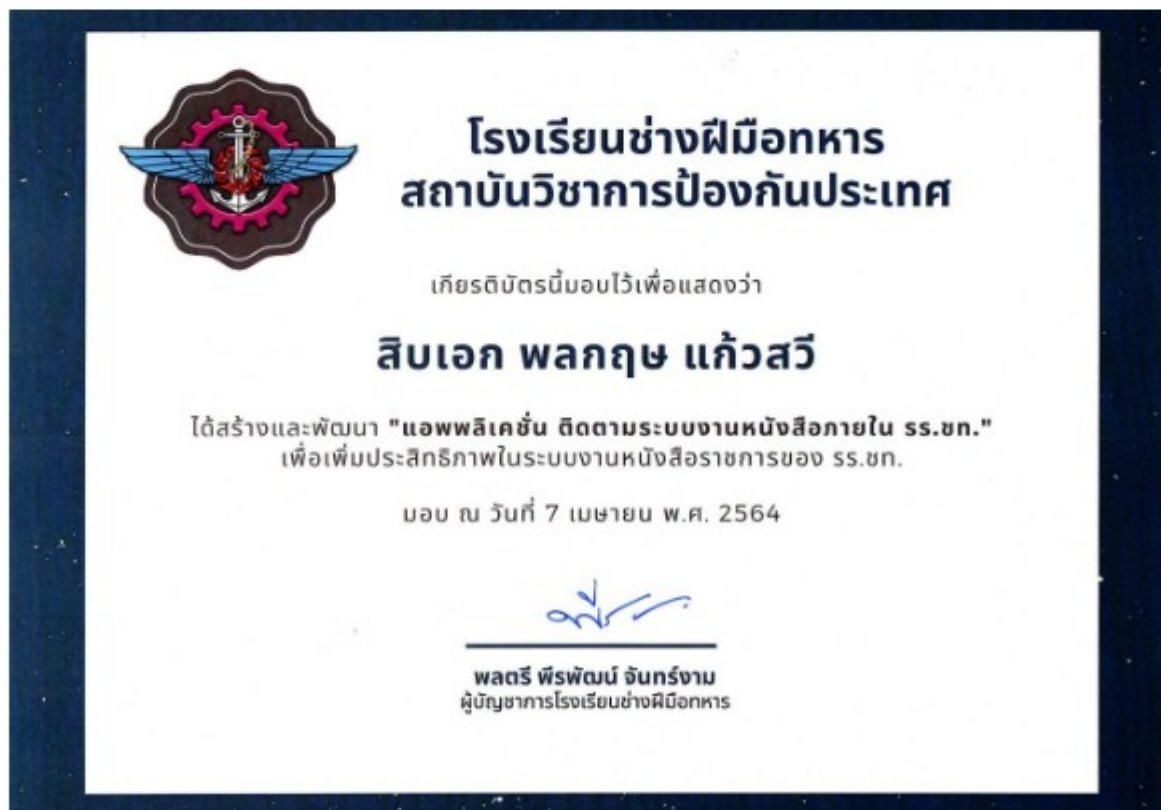 โรงเรียนช่างฝีมือทหาร
สถาบันวิชาการป้องกันประเทศ
เกียรติบัตรนี้มอบไว้เพื่อแสดงว่า
สิบเอก พลกฤษ แก้วสวี
ได้สร้างและพัฒนา "แอพพลิเคชั่น ติดตามระบบงานหนังสือภายใน รร.ชท."
เพื่อเพิ่มประสิทธิภาพในระบบงานหนังสือราชการของ รร.ชท.
มอบ ณ วันที่ 7 เมษายน พ.ศ. 2564
พลตรี พีรพัฒน์ จันทร์งาม
ผู้บัญชาการโรงเรียนช่างฝีมือทหาร